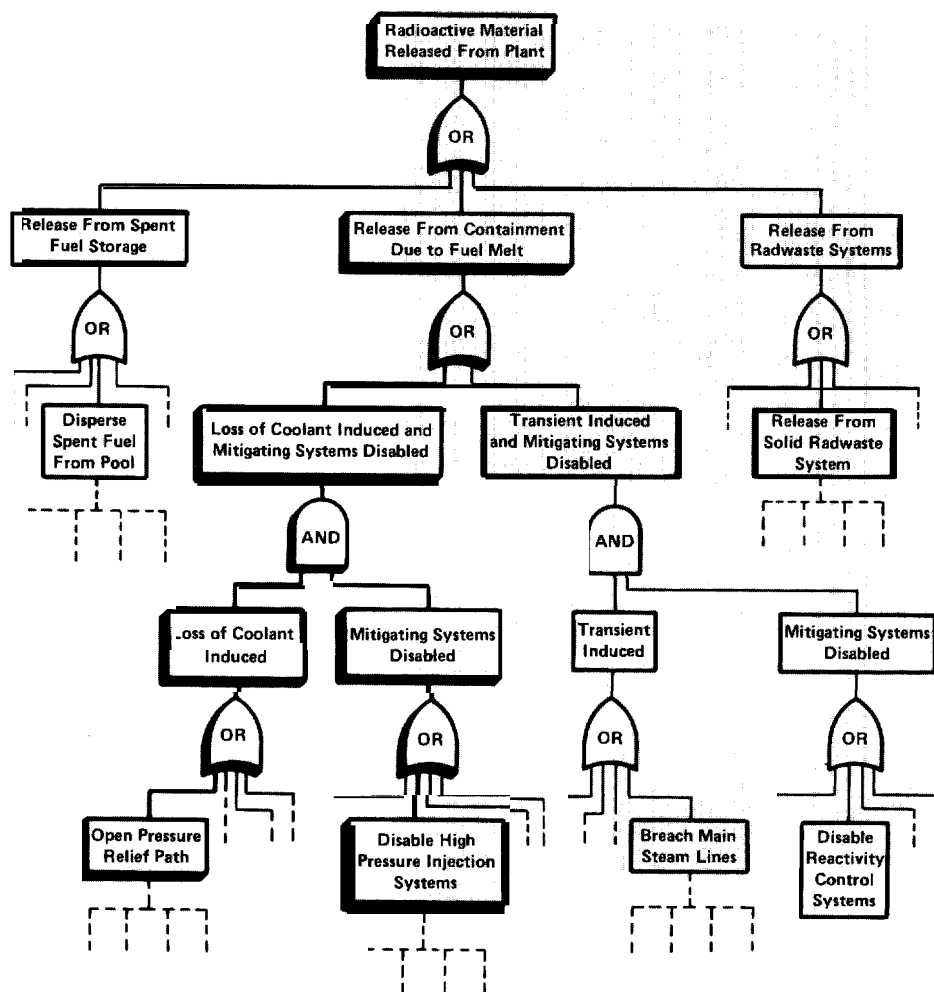 Radioactive Material
Released From Plant
OR
Release From Spent
Fuel Storage
Release From Containment
Due to Fuel Melt
Release From
Radwaste Systems
OR
OR
OR
Disperse
Spent Fuel
From Pool
Loss of Coolant Induced and
Mitigating Systems Disabled
Transient Induced
and Mitigating Systems
Disabled
Release From
Solid Radwaste
System
AND
AND
Loss of Coolant
Induced
Mitigating Systems
Disabled
Transient
Induced
Mitigating Systems
Disabled
OR
OR
OR
OR
Open Pressure
Relief Path
Disable High
Pressure Injection
Systems
Breach Main
Steam Lines
Disable
Reactivity
Control
Systems